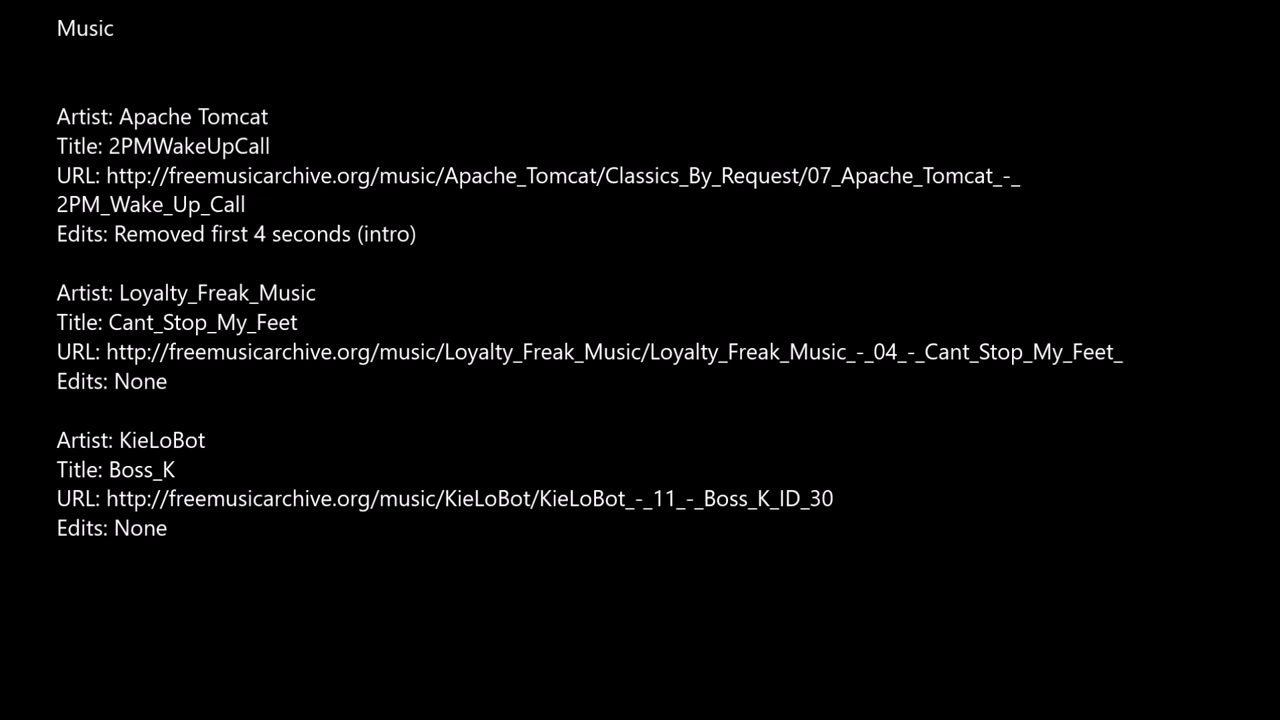 Music
Artist: Apache Tomcat
Title: 2PMWakeUpCall
URL: http://freemusicarchive.org/music/Apache_Tomcat/Classics_By_Request/07_Apache_Tomcat_-_
2PM_Wake_Up_Call
Edits: Removed first 4 seconds (intro)
Artist: Loyalty_Freak_Music
Title: Cant_Stop_My_Feet
URL: http://freemusicarchive.org/music/Loyalty_Freak_Music/Loyalty_Freak_Music_-_04_-_Cant_Stop_My_Feet_
Edits: None
Artist: KieLoBot
Title: Boss_K
URL: http://freemusicarchive.org/music/KieLoBot/KieLoBot_-_11_-_Boss_K_ID_30
Edits: None